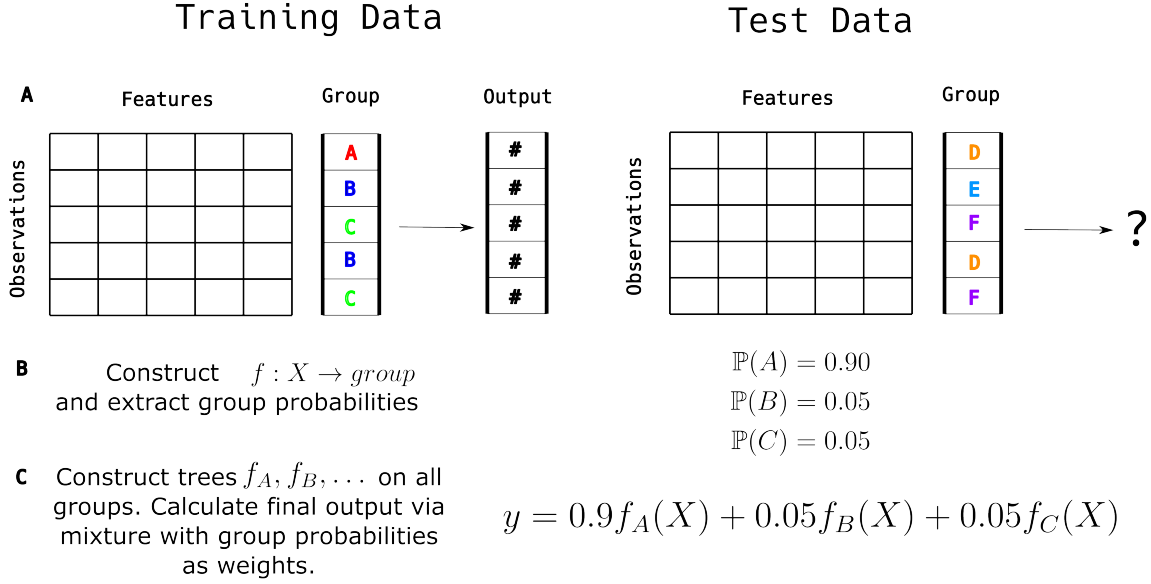 Training Data
Test Data
A
Features
Group
Output
Observations
A
B
C
B
C
#
#
#
#
#
Features
Group
Observations
D
E
F
D
F
?
B
Construct f : X → group
and extract group probabilities
ℙ(A) = 0.90
ℙ(B) = 0.05
ℙ(C) = 0.05
C
Construct trees f_A, f_B, ... on all
groups. Calculate final output via
mixture with group probabilities
as weights.
y = 0.9f_A(X) + 0.05f_B(X) + 0.05f_C(X)